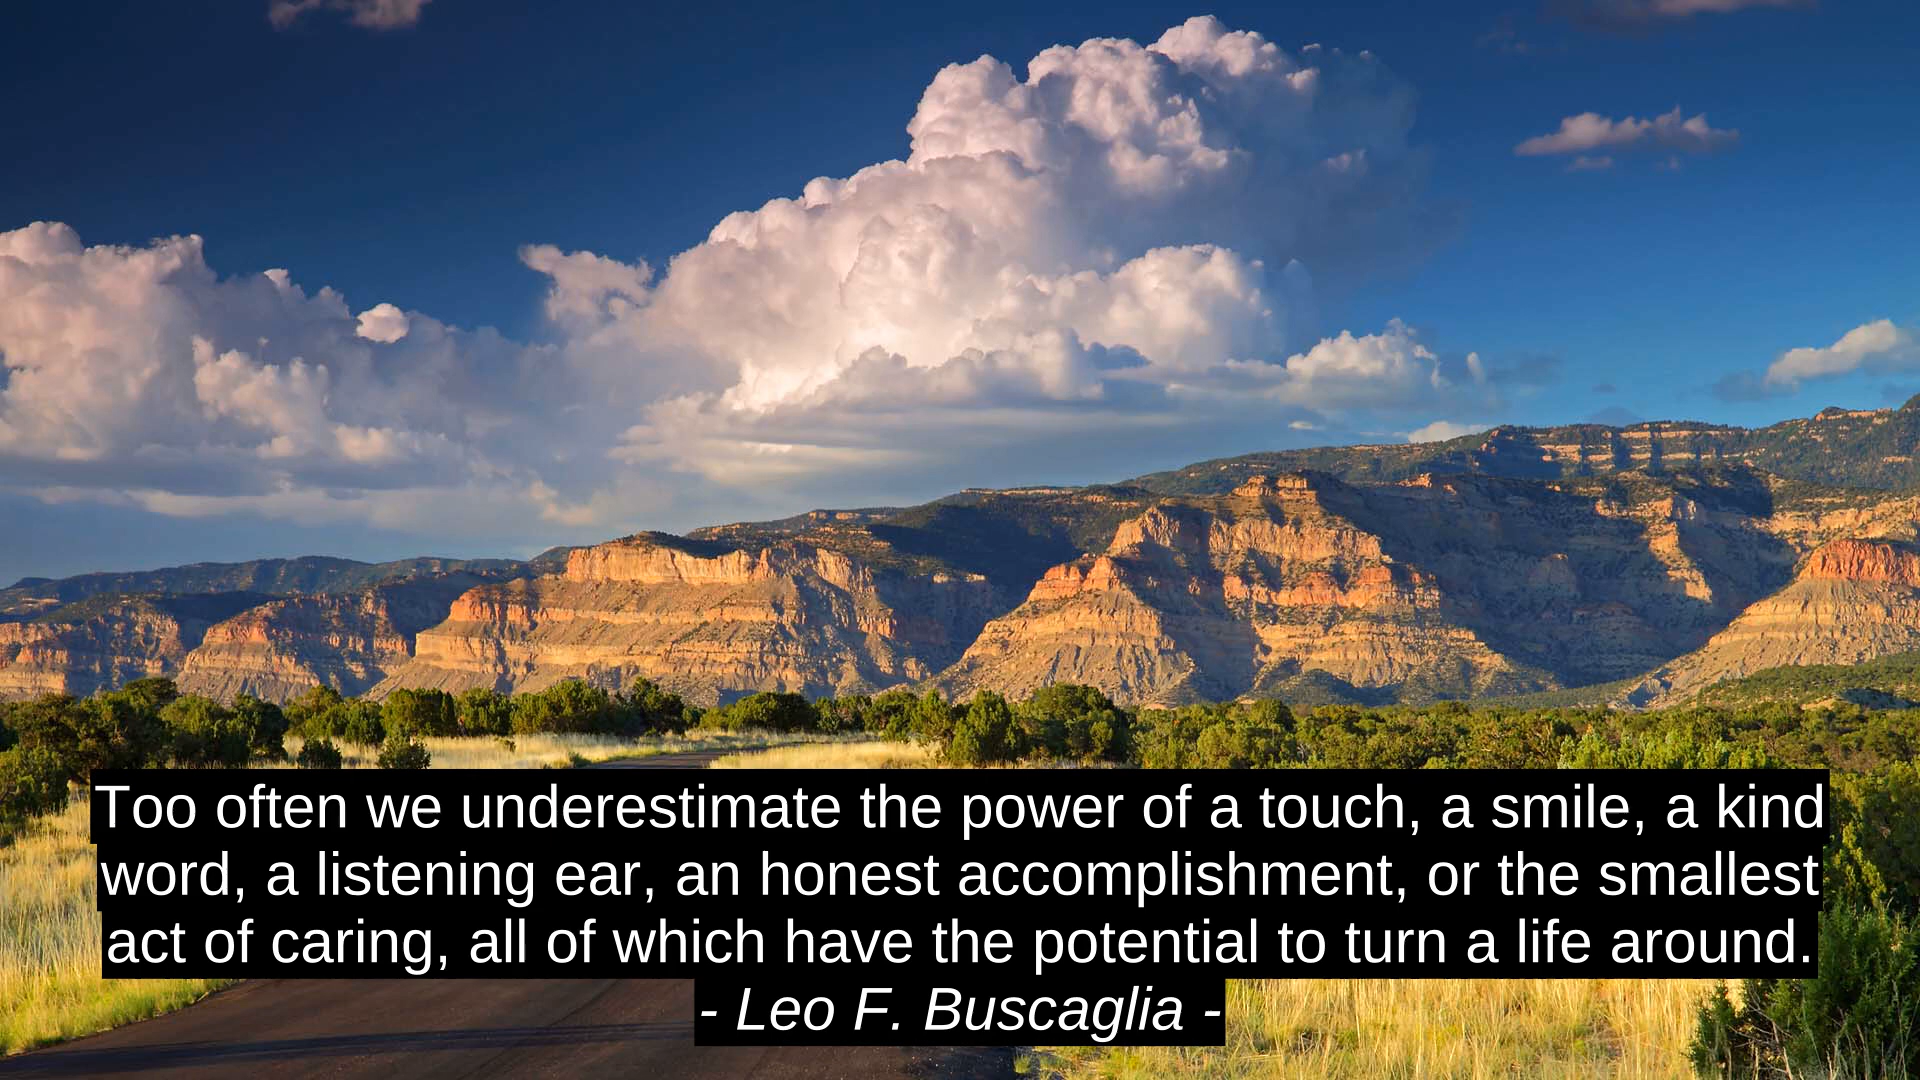 Too often we underestimate the power of a touch, a smile, a kind
word, a listening ear, an honest accomplishment, or the smallest
act of caring, all of which have the potential to turn a life around.
- Leo F. Buscaglia -